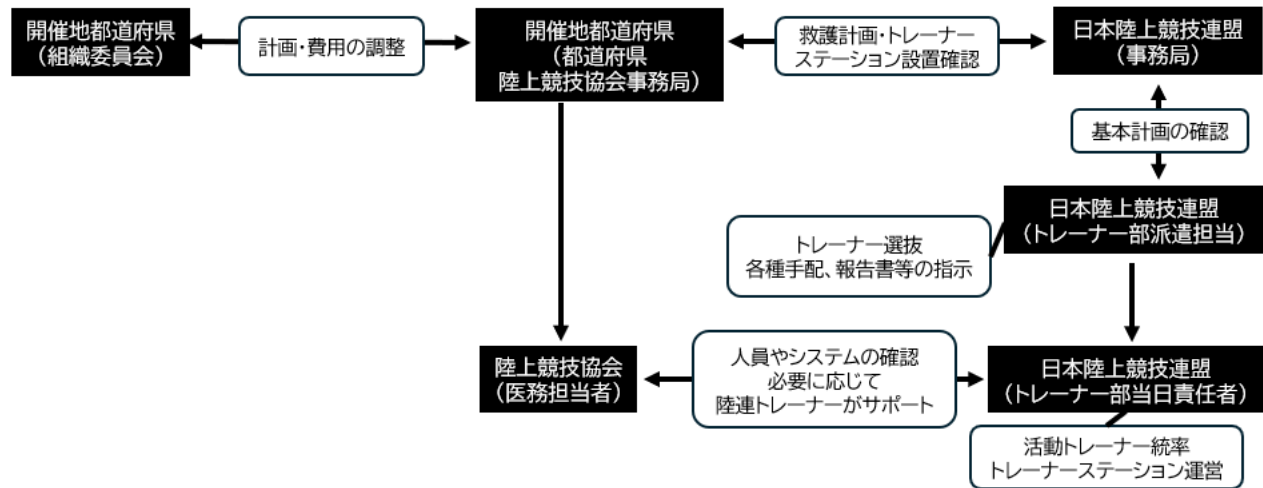 開催地都道府県
（組織委員会）
計画・費用の調整
開催地都道府県
（都道府県
陸上競技協会事務局）
救護計画・トレーナー
ステーション設置確認
日本陸上競技連盟
（事務局）
基本計画の確認
日本陸上競技連盟
（トレーナー部派遣担当）
トレーナー選抜
各種手配、報告書等の指示
陸上競技協会
（医務担当者）
人員やシステムの確認
必要に応じて
陸連トレーナーがサポート
日本陸上競技連盟
（トレーナー部当日責任者）
活動トレーナー統率
トレーナーステーション運営